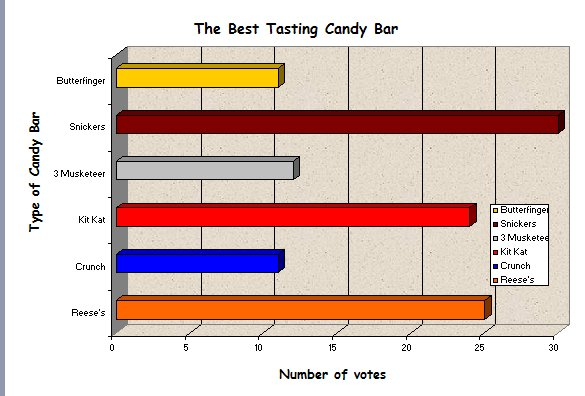 The Best Tasting Candy Bar
Type of Candy Bar
Butterfinger
Snickers
3 Musketeer
Kit Kat
Crunch
Reese's
Butterfinger
Snickers
3 Musketee
Kit Kat
Crunch
Reese's
0 5 10 15 20 25 30
Number of votes